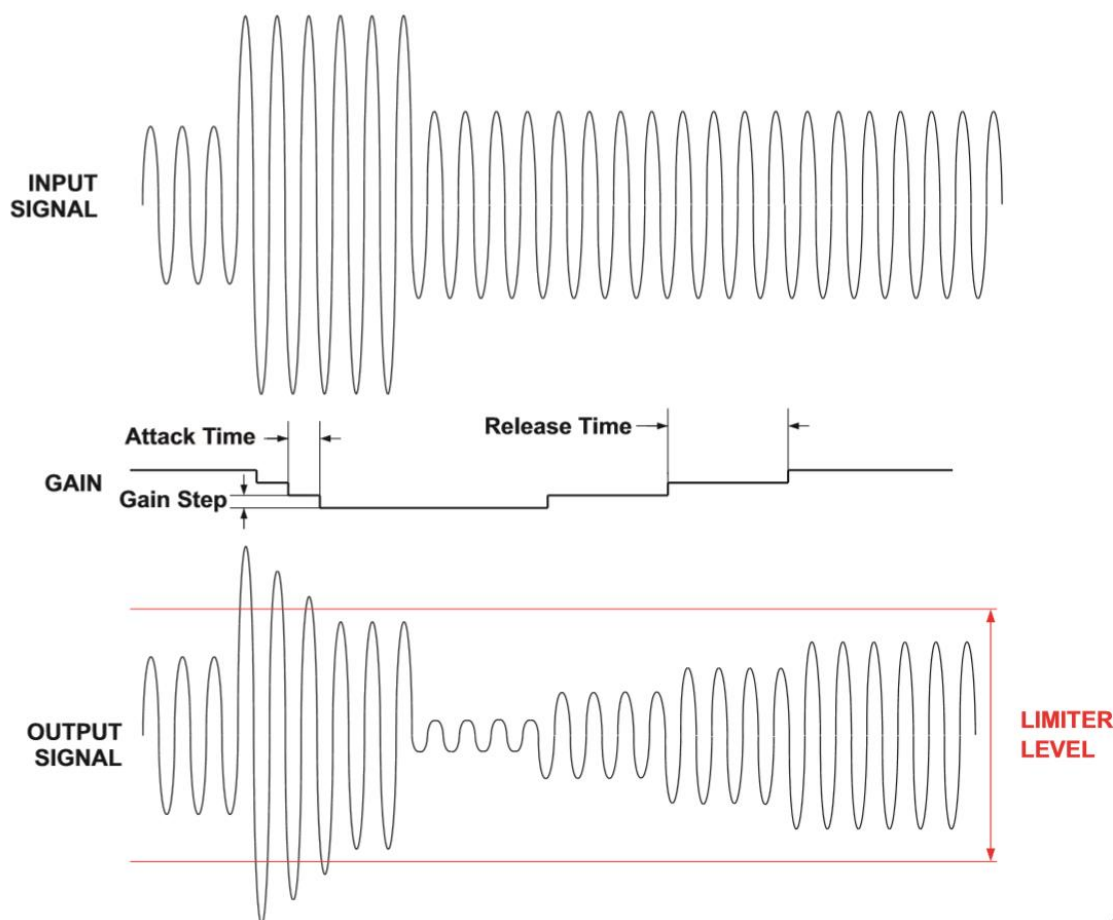 INPUT
SIGNAL
Attack Time
Release Time
GAIN
Gain Step
OUTPUT
SIGNAL
LIMITER
LEVEL